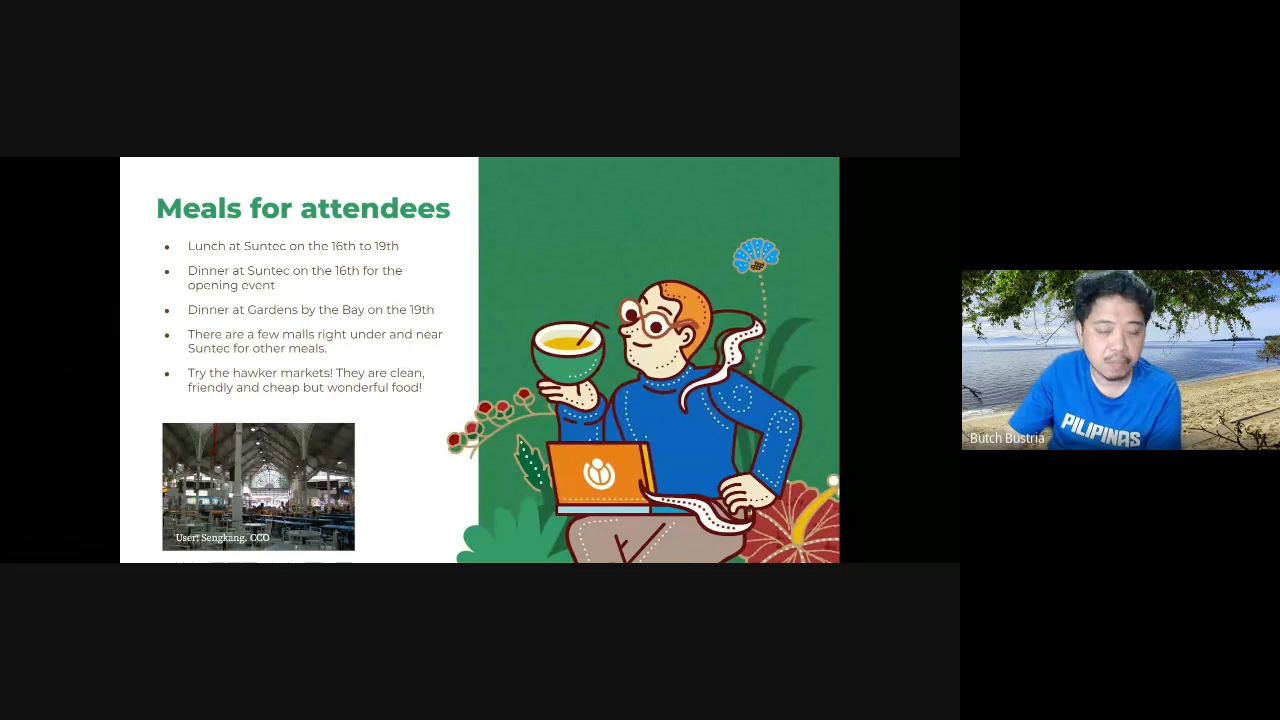 Meals for attendees
Lunch at Suntec on the 16th to 19th
Dinner at Suntec on the 16th for the
opening event
Dinner at Gardens by the Bay on the 19th
There are a few malls right under and near
Suntec for other meals.
Try the hawker markets! They are clean,
friendly and cheap but wonderful food!
User: Sengkang. CC0
PILIPINAS
Butch Bustria